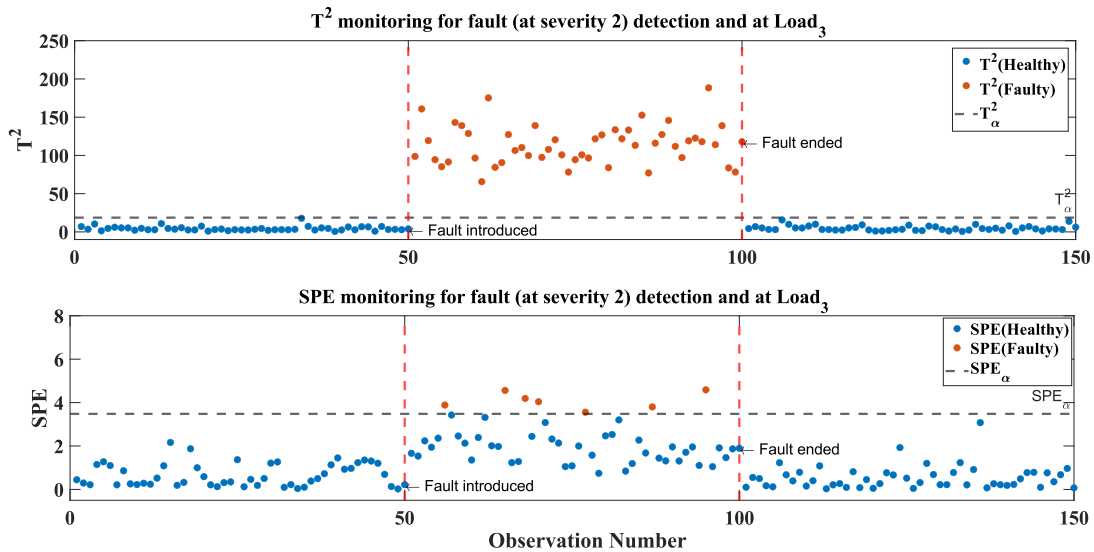 T² monitoring for fault (at severity 2) detection and at Load₃
250
200
150
100
50
0
T²
T²(Healthy)
T²(Faulty)
T²α
Fault ended
T²α
Fault introduced
0 50 100 150
SPE monitoring for fault (at severity 2) detection and at Load₃
8
6
4
2
0
SPE
SPE(Healthy)
SPE(Faulty)
SPEα
SPEα
Fault ended
Fault introduced
0 50 100 150
Observation Number